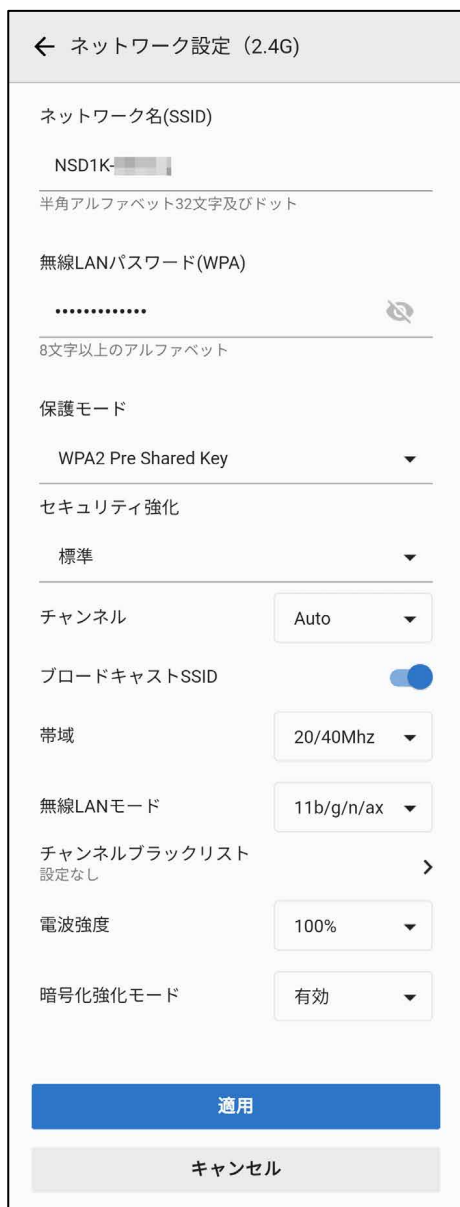 ネットワーク設定（2.4G)
ネットワーク名(SSID)
NSD1K-
半角アルファベット32文字及びドット
無線LANパスワード(WPA)
•••••••••••••
8文字以上のアルファベット
保護モード
WPA2 Pre Shared Key
セキュリティ強化
標準
チャンネル Auto
ブロードキャストSSID
帯域 20/40Mhz
無線LANモード 11b/g/n/ax
チャンネルブラックリスト
設定なし
電波強度 100%
暗号化強化モード 有効
適用
キャンセル